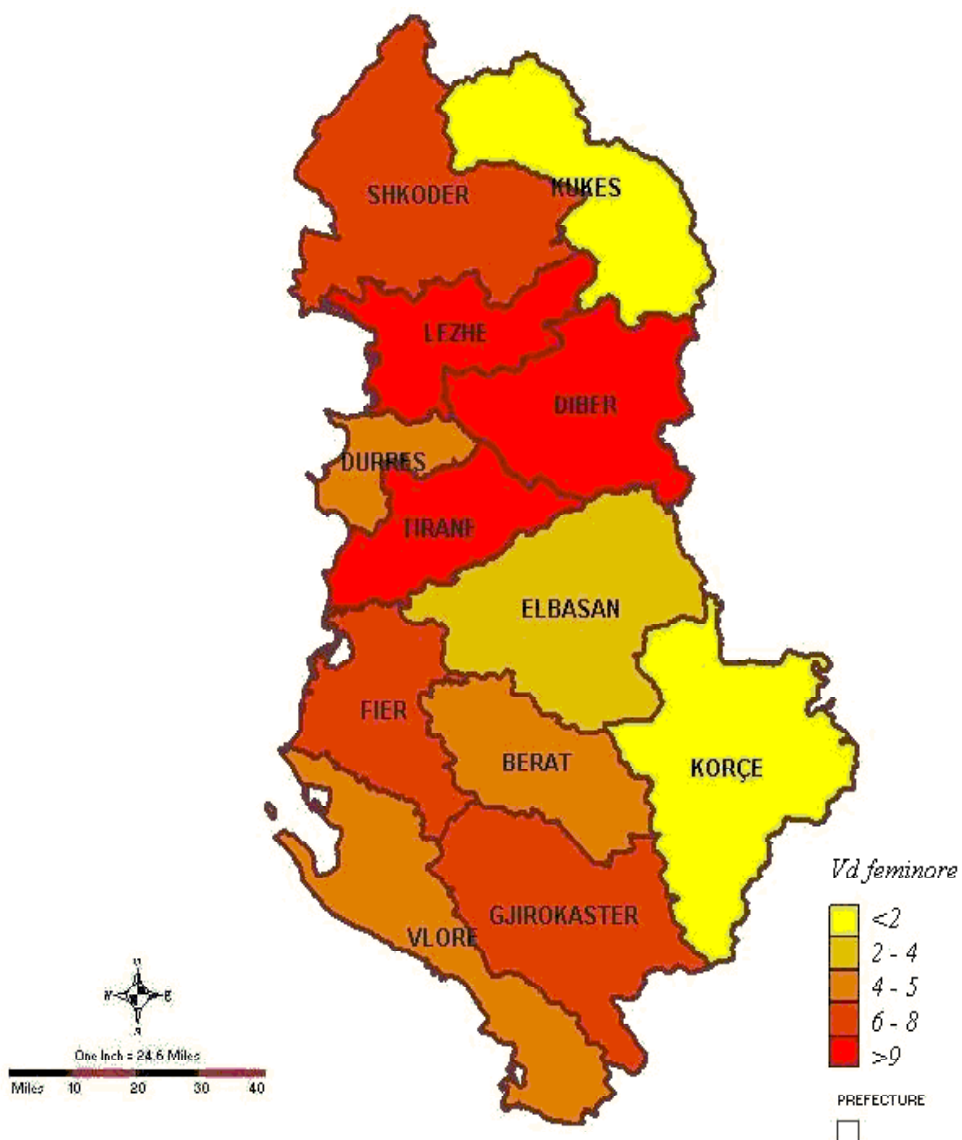 KUKES
SHKODER
LEZHE
DIBER
DURRES
TIRANE
ELBASAN
FIER
BERAT
KORÇE
GJIROKASTER
VLORE
Vd feminore
<2
2 - 4
4 - 5
6 - 8
>9
PREFECTURE
N
W E
S
One Inch = 24.6 Miles
Miles 10 20 30 40